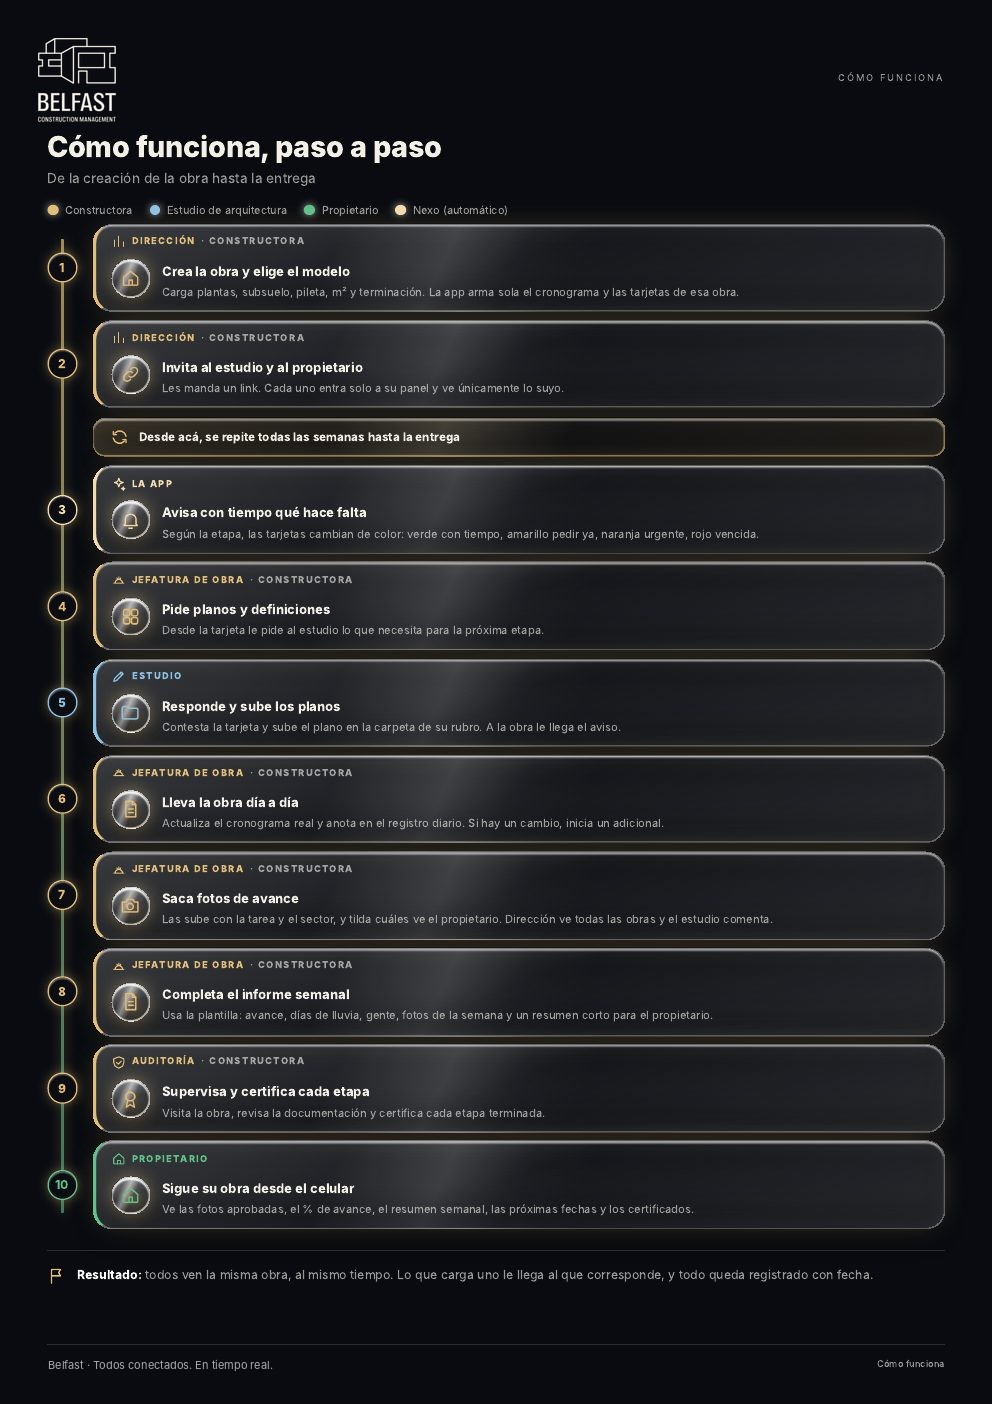 BELFAST
CONSTRUCTION MANAGEMENT
CÓMO FUNCIONA
Cómo funciona, paso a paso
De la creación de la obra hasta la entrega
Constructora Estudio de arquitectura Propietario Nexo (automático)
DIRECCIÓN · CONSTRUCTORA
1
Crea la obra y elige el modelo
Carga plantas, subsuelo, pileta, m² y terminación. La app arma sola el cronograma y las tarjetas de esa obra.
DIRECCIÓN · CONSTRUCTORA
2
Invita al estudio y al propietario
Les manda un link. Cada uno entra solo a su panel y ve únicamente lo suyo.
Desde acá, se repite todas las semanas hasta la entrega
LA APP
3
Avisa con tiempo qué hace falta
Según la etapa, las tarjetas cambian de color: verde con tiempo, amarillo pedir ya, naranja urgente, rojo vencida.
JEFATURA DE OBRA · CONSTRUCTORA
4
Pide planos y definiciones
Desde la tarjeta le pide al estudio lo que necesita para la próxima etapa.
ESTUDIO
5
Responde y sube los planos
Contesta la tarjeta y sube el plano en la carpeta de su rubro. A la obra le llega el aviso.
JEFATURA DE OBRA · CONSTRUCTORA
6
Lleva la obra día a día
Actualiza el cronograma real y anota en el registro diario. Si hay un cambio, inicia un adicional.
JEFATURA DE OBRA · CONSTRUCTORA
7
Saca fotos de avance
Las sube con la tarea y el sector, y tilda cuáles ve el propietario. Dirección ve todas las obras y el estudio comenta.
JEFATURA DE OBRA · CONSTRUCTORA
8
Completa el informe semanal
Usa la plantilla: avance, días de lluvia, gente, fotos de la semana y un resumen corto para el propietario.
AUDITORÍA · CONSTRUCTORA
9
Supervisa y certifica cada etapa
Visita la obra, revisa la documentación y certifica cada etapa terminada.
PROPIETARIO
10
Sigue su obra desde el celular
Ve las fotos aprobadas, el % de avance, el resumen semanal, las próximas fechas y los certificados.
Resultado: todos ven la misma obra, al mismo tiempo. Lo que carga uno le llega al que corresponde, y todo queda registrado con fecha.
Belfast · Todos conectados. En tiempo real.
Cómo funciona